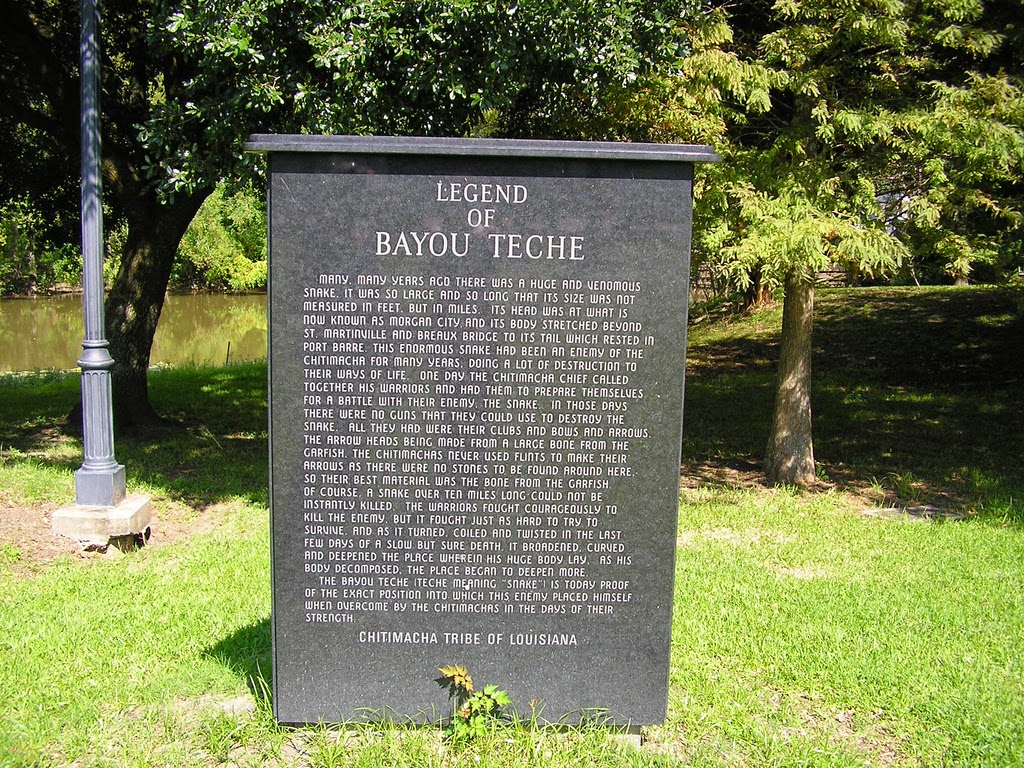 LEGEND
OF
BAYOU TECHE
MANY, MANY YEARS AGO THERE WAS A HUGE AND VENOMOUS
SNAKE. IT WAS SO LARGE AND SO LONG THAT ITS SIZE WAS NOT
MEASURED IN FEET, BUT IN MILES. ITS HEAD WAS AT WHAT IS
NOW KNOWN AS MORGAN CITY, AND ITS BODY STRETCHED BEYOND
ST. MARTINVILLE AND BREAUX BRIDGE TO ITS TAIL WHICH RESTED IN
PORT BARRE. THIS ENORMOUS SNAKE HAD BEEN AN ENEMY OF THE
CHITIMACHA FOR MANY YEARS, DOING A LOT OF DESTRUCTION TO
THEIR WAYS OF LIFE. ONE DAY THE CHITIMACHA CHIEF CALLED
TOGETHER HIS WARRIORS AND HAD THEM TO PREPARE THEMSELVES
FOR A BATTLE WITH THEIR ENEMY, THE SNAKE. IN THOSE DAYS
THERE WERE NO GUNS THAT THEY COULD USE TO DESTROY THE
SNAKE. ALL THEY HAD WERE THEIR CLUBS AND BOWS AND ARROWS,
THE ARROW HEADS BEING MADE FROM A LARGE BONE FROM THE
GARFISH. THE CHITIMACHAS NEVER USED FLINTS TO MAKE THEIR
ARROWS AS THERE WERE NO STONES TO BE FOUND AROUND HERE,
SO THEIR BEST MATERIAL WAS THE BONE FROM THE GARFISH.
OF COURSE, A SNAKE OVER TEN MILES LONG COULD NOT BE
INSTANTLY KILLED. THE WARRIORS FOUGHT COURAGEOUSLY TO
KILL THE ENEMY, BUT IT FOUGHT JUST AS HARD TO TRY TO
SURVIVE, AND AS IT TURNED, COILED AND TWISTED IN THE LAST
FEW DAYS OF A SLOW BUT SURE DEATH, IT BROADENED, CURVED
AND DEEPENED THE PLACE WHEREIN HIS HUGE BODY LAY. AS HIS
BODY DECOMPOSED, THE PLACE BEGAN TO DEEPEN MORE.
THE BAYOU TECHE (TECHE MEANING "SNAKE") IS TODAY PROOF
OF THE EXACT POSITION INTO WHICH THIS ENEMY PLACED HIMSELF
WHEN OVERCOME BY THE CHITIMACHAS IN THE DAYS OF THEIR
STRENGTH.
CHITIMACHA TRIBE OF LOUISIANA